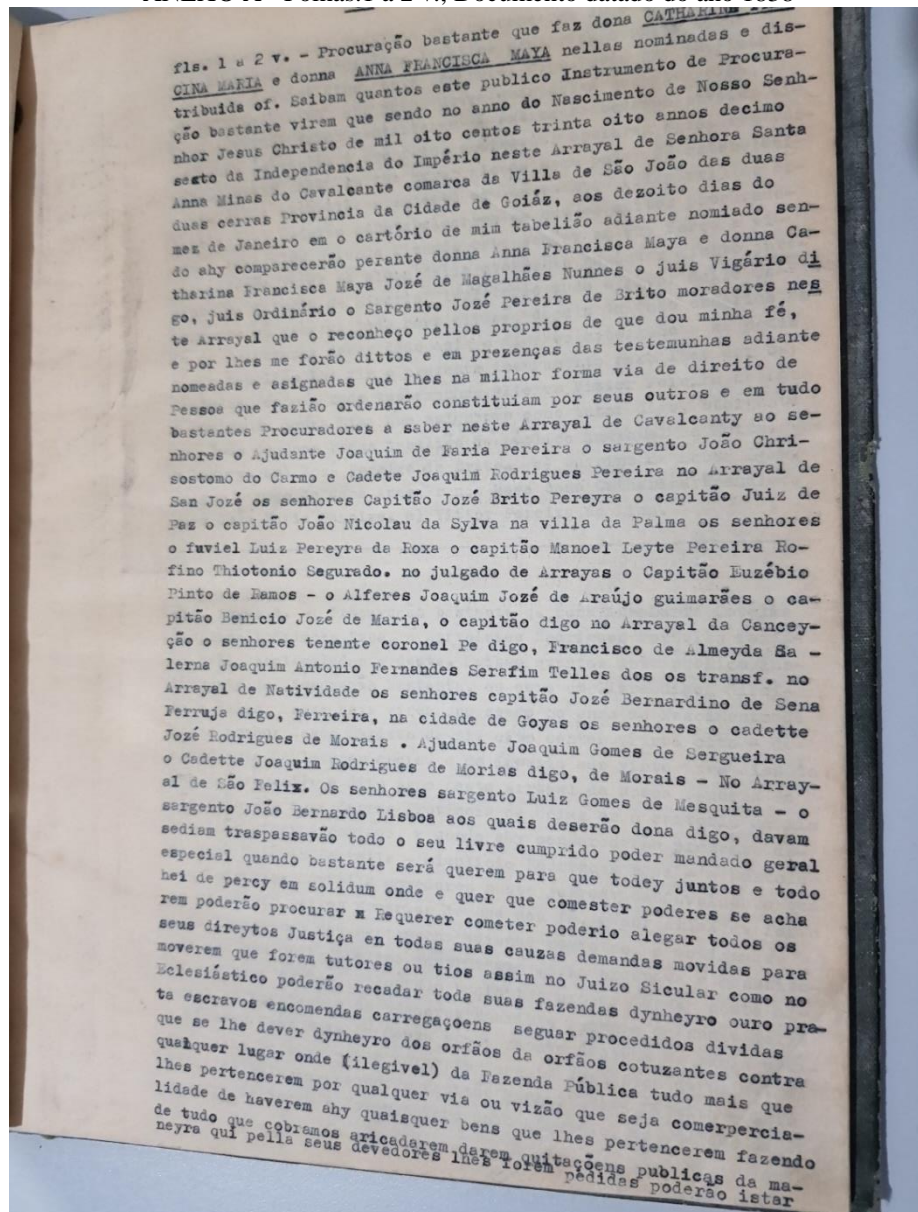 fls. 1 a 2 v. - Procuração bastante que faz dona CATHARINA
CINA MARIA e donna ANNA FRANCISCA MAYA nellas nominadas e dis-
tribuida of. Saibam quantos este publico Instrumento de Procura-
ção bastante virem que sendo no anno do Nascimento de Nosso Senh-
nhor Jesus Christo de mil oito centos trinta oito annos decimo
sexto da Independencia do Império neste Arrayal de Senhora Santa
Anna Minas do Cavalcante comarca da Villa de São João das duas
duas cerras Provincia da Cidade de Goiáz, aos dezoito dias do
mez de Janeiro em o cartório de mim tabelião adiante nomiado sen-
do ahy comparecerão perante donna Anna Francisca Maya e donna Ca-
tharina Francisca Maya Jozé de Magalhães Nunnes o juis Vigário di
go, juis Ordinário o Sargento Jozé Pereira de Brito moradores nes
te Arrayal que o reconheço pellos proprios de que dou minha fé,
e por lhes me forão dittos e em prezenças das testemunhas adiante
nomeadas e asignadas que lhes na milhor forma via de direito de
Pessoa que fazião ordenarão constituiam por seus outros e em tudo
bastantes Procuradores a saber neste Arrayal de Cavalcanty ao se-
nhores o Ajudante Joaquim de Faria Pereira o sargento João Chri-
sostomo do Carmo e Cadete Joaquim Rodrigues Pereira no Arrayal de
San Jozé os senhores Capitão Jozé Brito Pereyra o capitão Juiz de
Paz o capitão João Nicolau da Sylva na villa da Palma os senhores
o fuviel Luiz Pereyra da Roxa o capitão Manoel Leyte Pereira Ro-
fino Thiotonio Segurado. no julgado de Arrayas o Capitão Euzébio
Pinto de Ramos - o Alferes Joaquim Jozé de Araújo guimarães o ca-
pitão Benicio Jozé de Maria, o capitão digo no Arrayal da Cancey-
ção o senhores tenente coronel Pe digo, Francisco de Almeyda Sa -
lerna Joaquim Antonio Fernandes Serafim Telles dos os transf. no
Arrayal de Natividade os senhores capitão Jozé Bernardino de Sena
Ferruja digo, Ferreira, na cidade de Goyas os senhores o cadette
Jozé Rodrigues de Morais . Ajudante Joaquim Gomes de Sergueira
o Cadette Joaquim Rodrigues de Morias digo, de Morais - No Array-
al de São Felix. Os senhores sargento Luiz Gomes de Mesquita - o
sargento João Bernardo Lisboa aos quais deserão dona digo, davam
sediam traspassavão todo o seu livre cumprido poder mandado geral
especial quando bastante será querem para que todey juntos e todo
hei de percy em solidum onde e quer que comester poderes se acha
rem poderão procurar x Requerer cometer poderio alegar todos os
seus direytos Justiça en todas suas cauzas demandas movidas para
moverem que forem tutores ou tios assim no Juizo Sicular como no
Eclesiástico poderão recadar toda suas fazendas dynheyro ouro pra-
ta escravos encomendas carregaçoens seguar procedidos dividas
que se lhe dever dynheyro dos orfãos da orfãos cotuzantes contra
qualquer lugar onde (ilegivel) da Fazenda Pública tudo mais que
lhes pertencerem por qualquer via ou vizão que seja comerpercia-
lidade de haverem ahy quaisquer bens que lhes pertencerem fazendo
de tudo que cobramos aricadarem darem quitaçõens publicas da ma-
neyra qui pella seus devedores lhes forem pedidas poderão istar